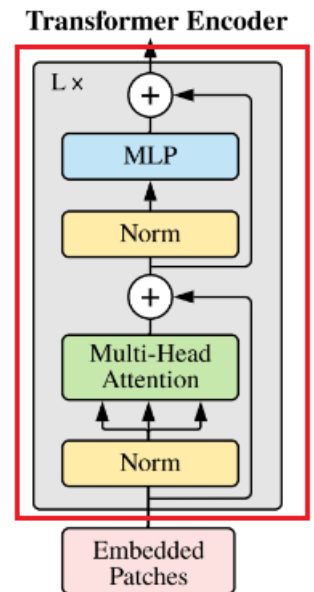 Transformer Encoder
L ×
MLP
Norm
Multi-Head
Attention
Norm
Embedded
Patches